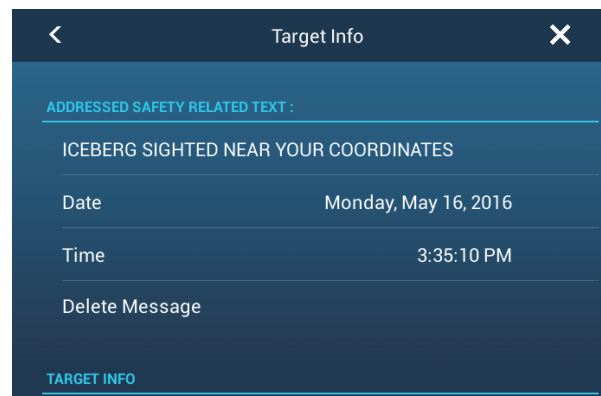 Target Info
ADDRESSED SAFETY RELATED TEXT :
ICEBERG SIGHTED NEAR YOUR COORDINATES
Date Monday, May 16, 2016
Time 3:35:10 PM
Delete Message
TARGET INFO